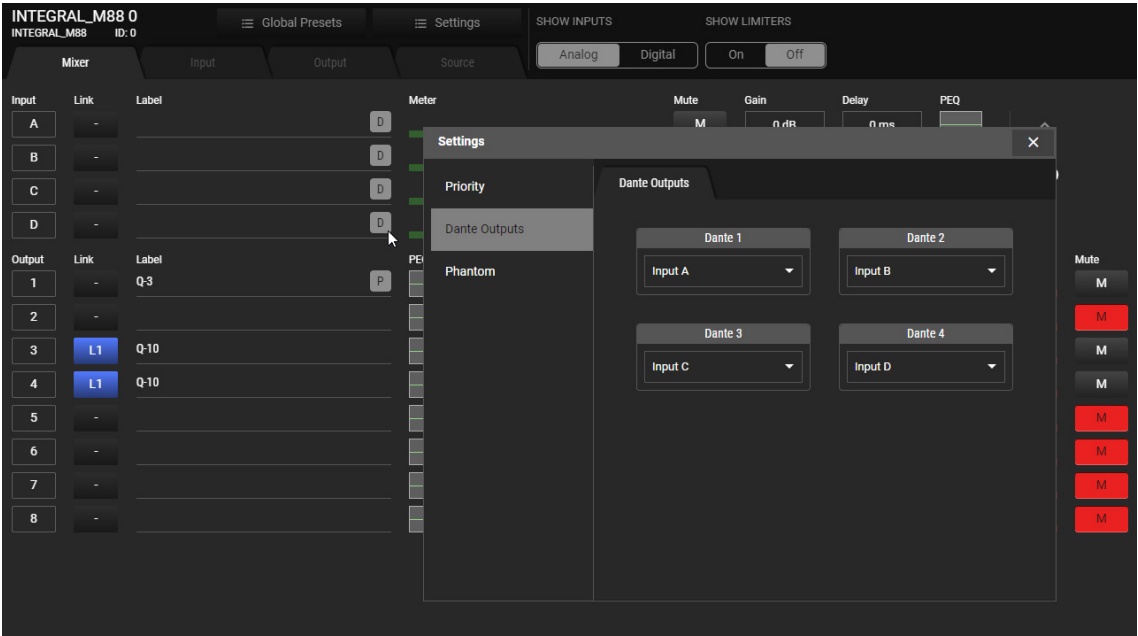 INTEGRAL_M88 0
INTEGRAL_M88 ID: 0
Global Presets
Settings
SHOW INPUTS
SHOW LIMITERS
Analog Digital
On Off
Mixer Input Output Source
Input Link Label Meter Mute Gain Delay PEQ
A - D M 0 dB 0 ms
B - D
C - D
D - D
Output Link Label PE Mute
1 - Q-3 P M
2 - M
3 L1 Q-10 M
4 L1 Q-10 M
5 - M
6 - M
7 - M
8 - M
Settings
Priority
Dante Outputs
Phantom
Dante Outputs
Dante 1 Dante 2
Input A Input B
Dante 3 Dante 4
Input C Input D